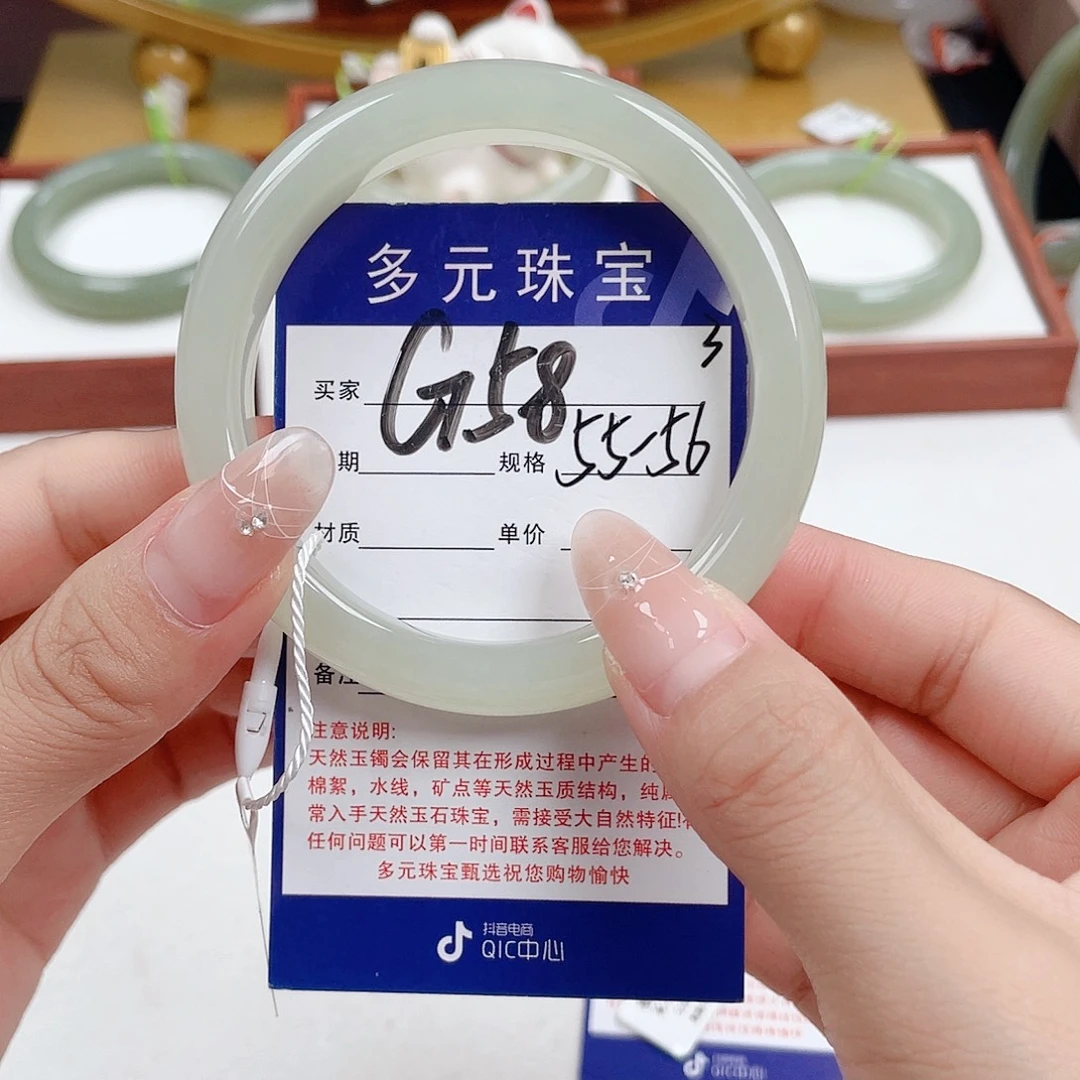 多元珠宝
G58
3
买家
期 规格 55-56
材质 单价
备注
注意说明:
天然玉镯会保留其在形成过程中产生的
棉絮，水线，矿点等天然玉质结构，纯
常入手天然玉石珠宝，需接受大自然特征!
任何问题可以第一时间联系客服给您解决。
多元珠宝甄选祝您购物愉快
抖音电商
QIC中心